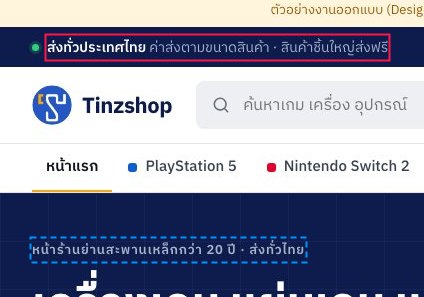 ตัวอย่างงานออกแบบ (Desig
ส่งทั่วประเทศไทย ค่าส่งตามขนาดสินค้า · สินค้าชิ้นใหญ่ส่งฟรี
Tinzshop
ค้นหาเกม เครื่อง อุปกรณ์
หน้าแรก
PlayStation 5
Nintendo Switch 2
หน้าร้านย่านสะพานเหล็กกว่า 20 ปี · ส่งทั่วไทย